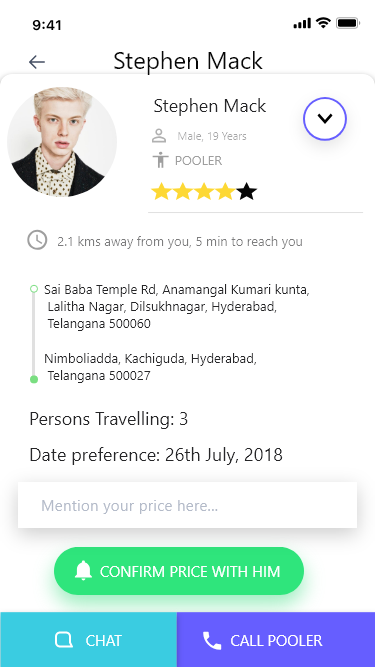 9:41
Stephen Mack
Stephen Mack
Male, 19 Years
POOLER
2.1 kms away from you, 5 min to reach you
Sai Baba Temple Rd, Anamangal Kumari kunta,
Lalitha Nagar, Dilsukhnagar, Hyderabad,
Telangana 500060
Nimboliadda, Kachiguda, Hyderabad,
Telangana 500027
Persons Travelling: 3
Date preference: 26th July, 2018
Mention your price here...
CONFIRM PRICE WITH HIM
CHAT
CALL POOLER